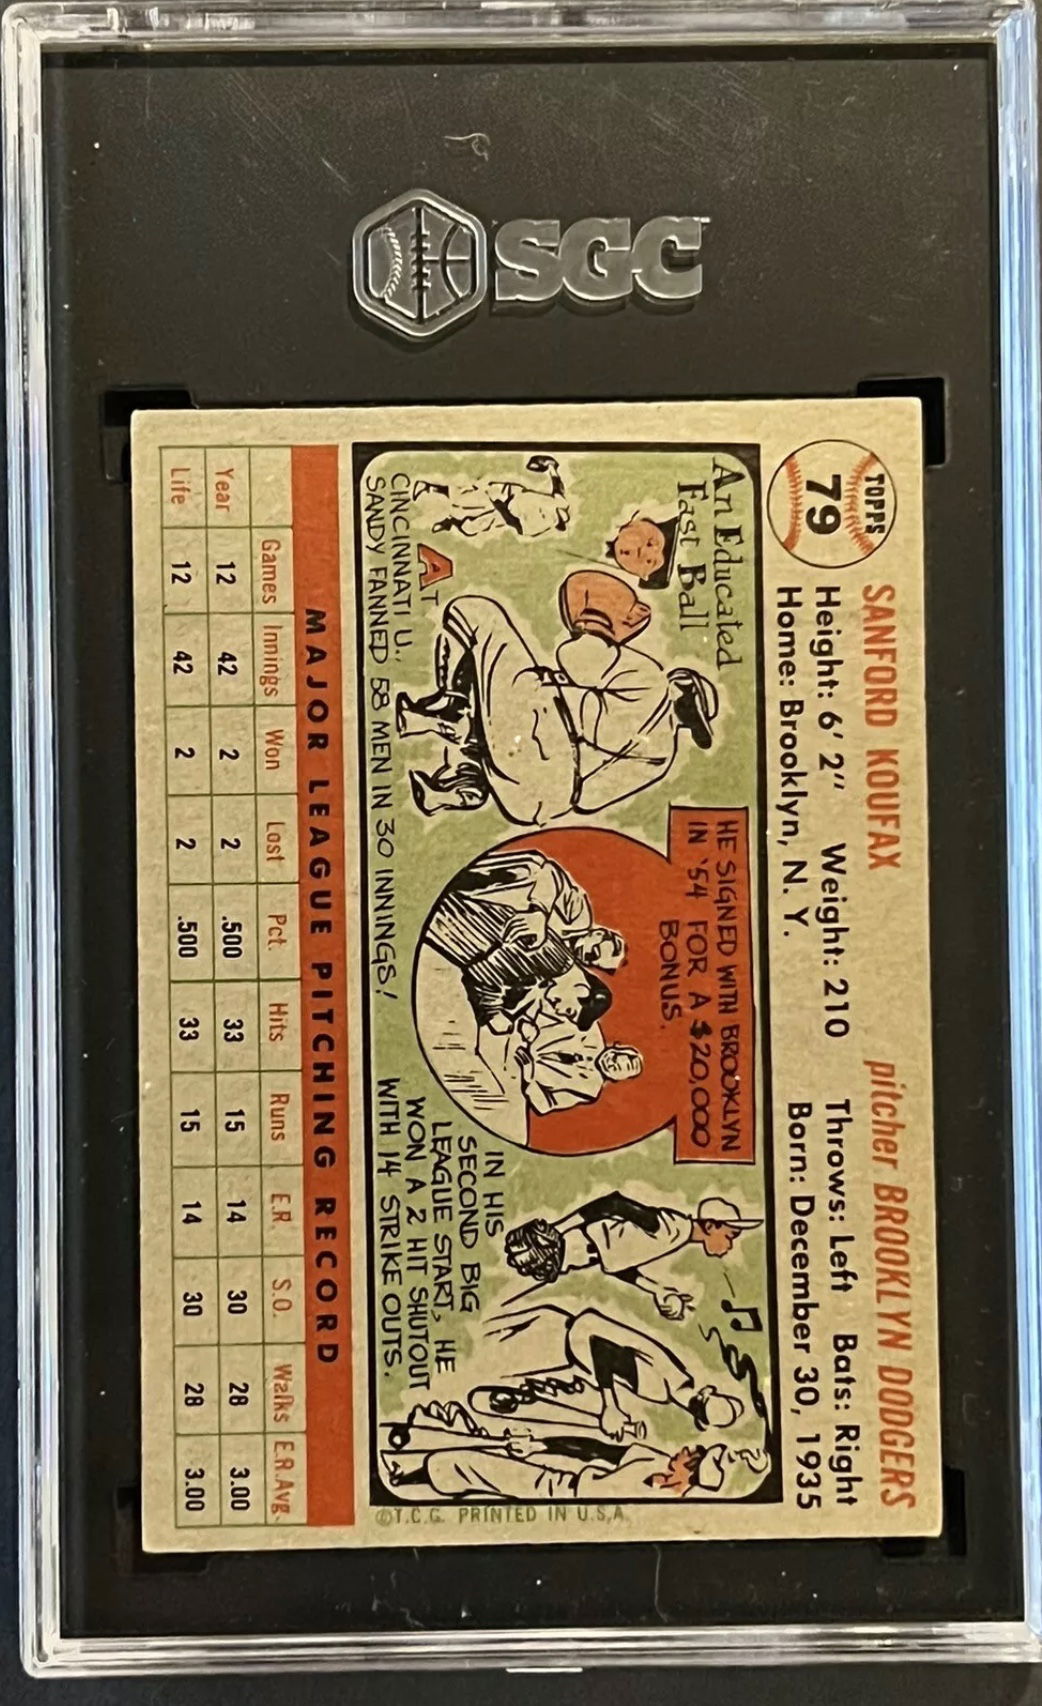 SGC
TOPPS
79
SANFORD KOUFAX pitcher BROOKLYN DODGERS
Height: 6' 2" Weight: 210 Throws: Left Bats: Right
Home: Brooklyn, N. Y. Born: December 30, 1935
An Educated
Fast Ball
AT
CINCINNATI U.,
SANDY FANNED 58 MEN IN 30 INNINGS!
HE SIGNED WITH BROOKLYN
IN '54 FOR A $20,000
BONUS.
IN HIS
SECOND BIG
LEAGUE START, HE
WON A 2 HIT SHUTOUT
WITH 14 STRIKE OUTS.
©T.C.G. PRINTED IN U.S.A.
MAJOR LEAGUE PITCHING RECORD
Games Innings Won Lost Pct. Hits Runs E.R. S.O. Walks E.R.Avg.
Year 12 42 2 2 .500 33 15 14 30 28 3.00
Life 12 42 2 2 .500 33 15 14 30 28 3.00